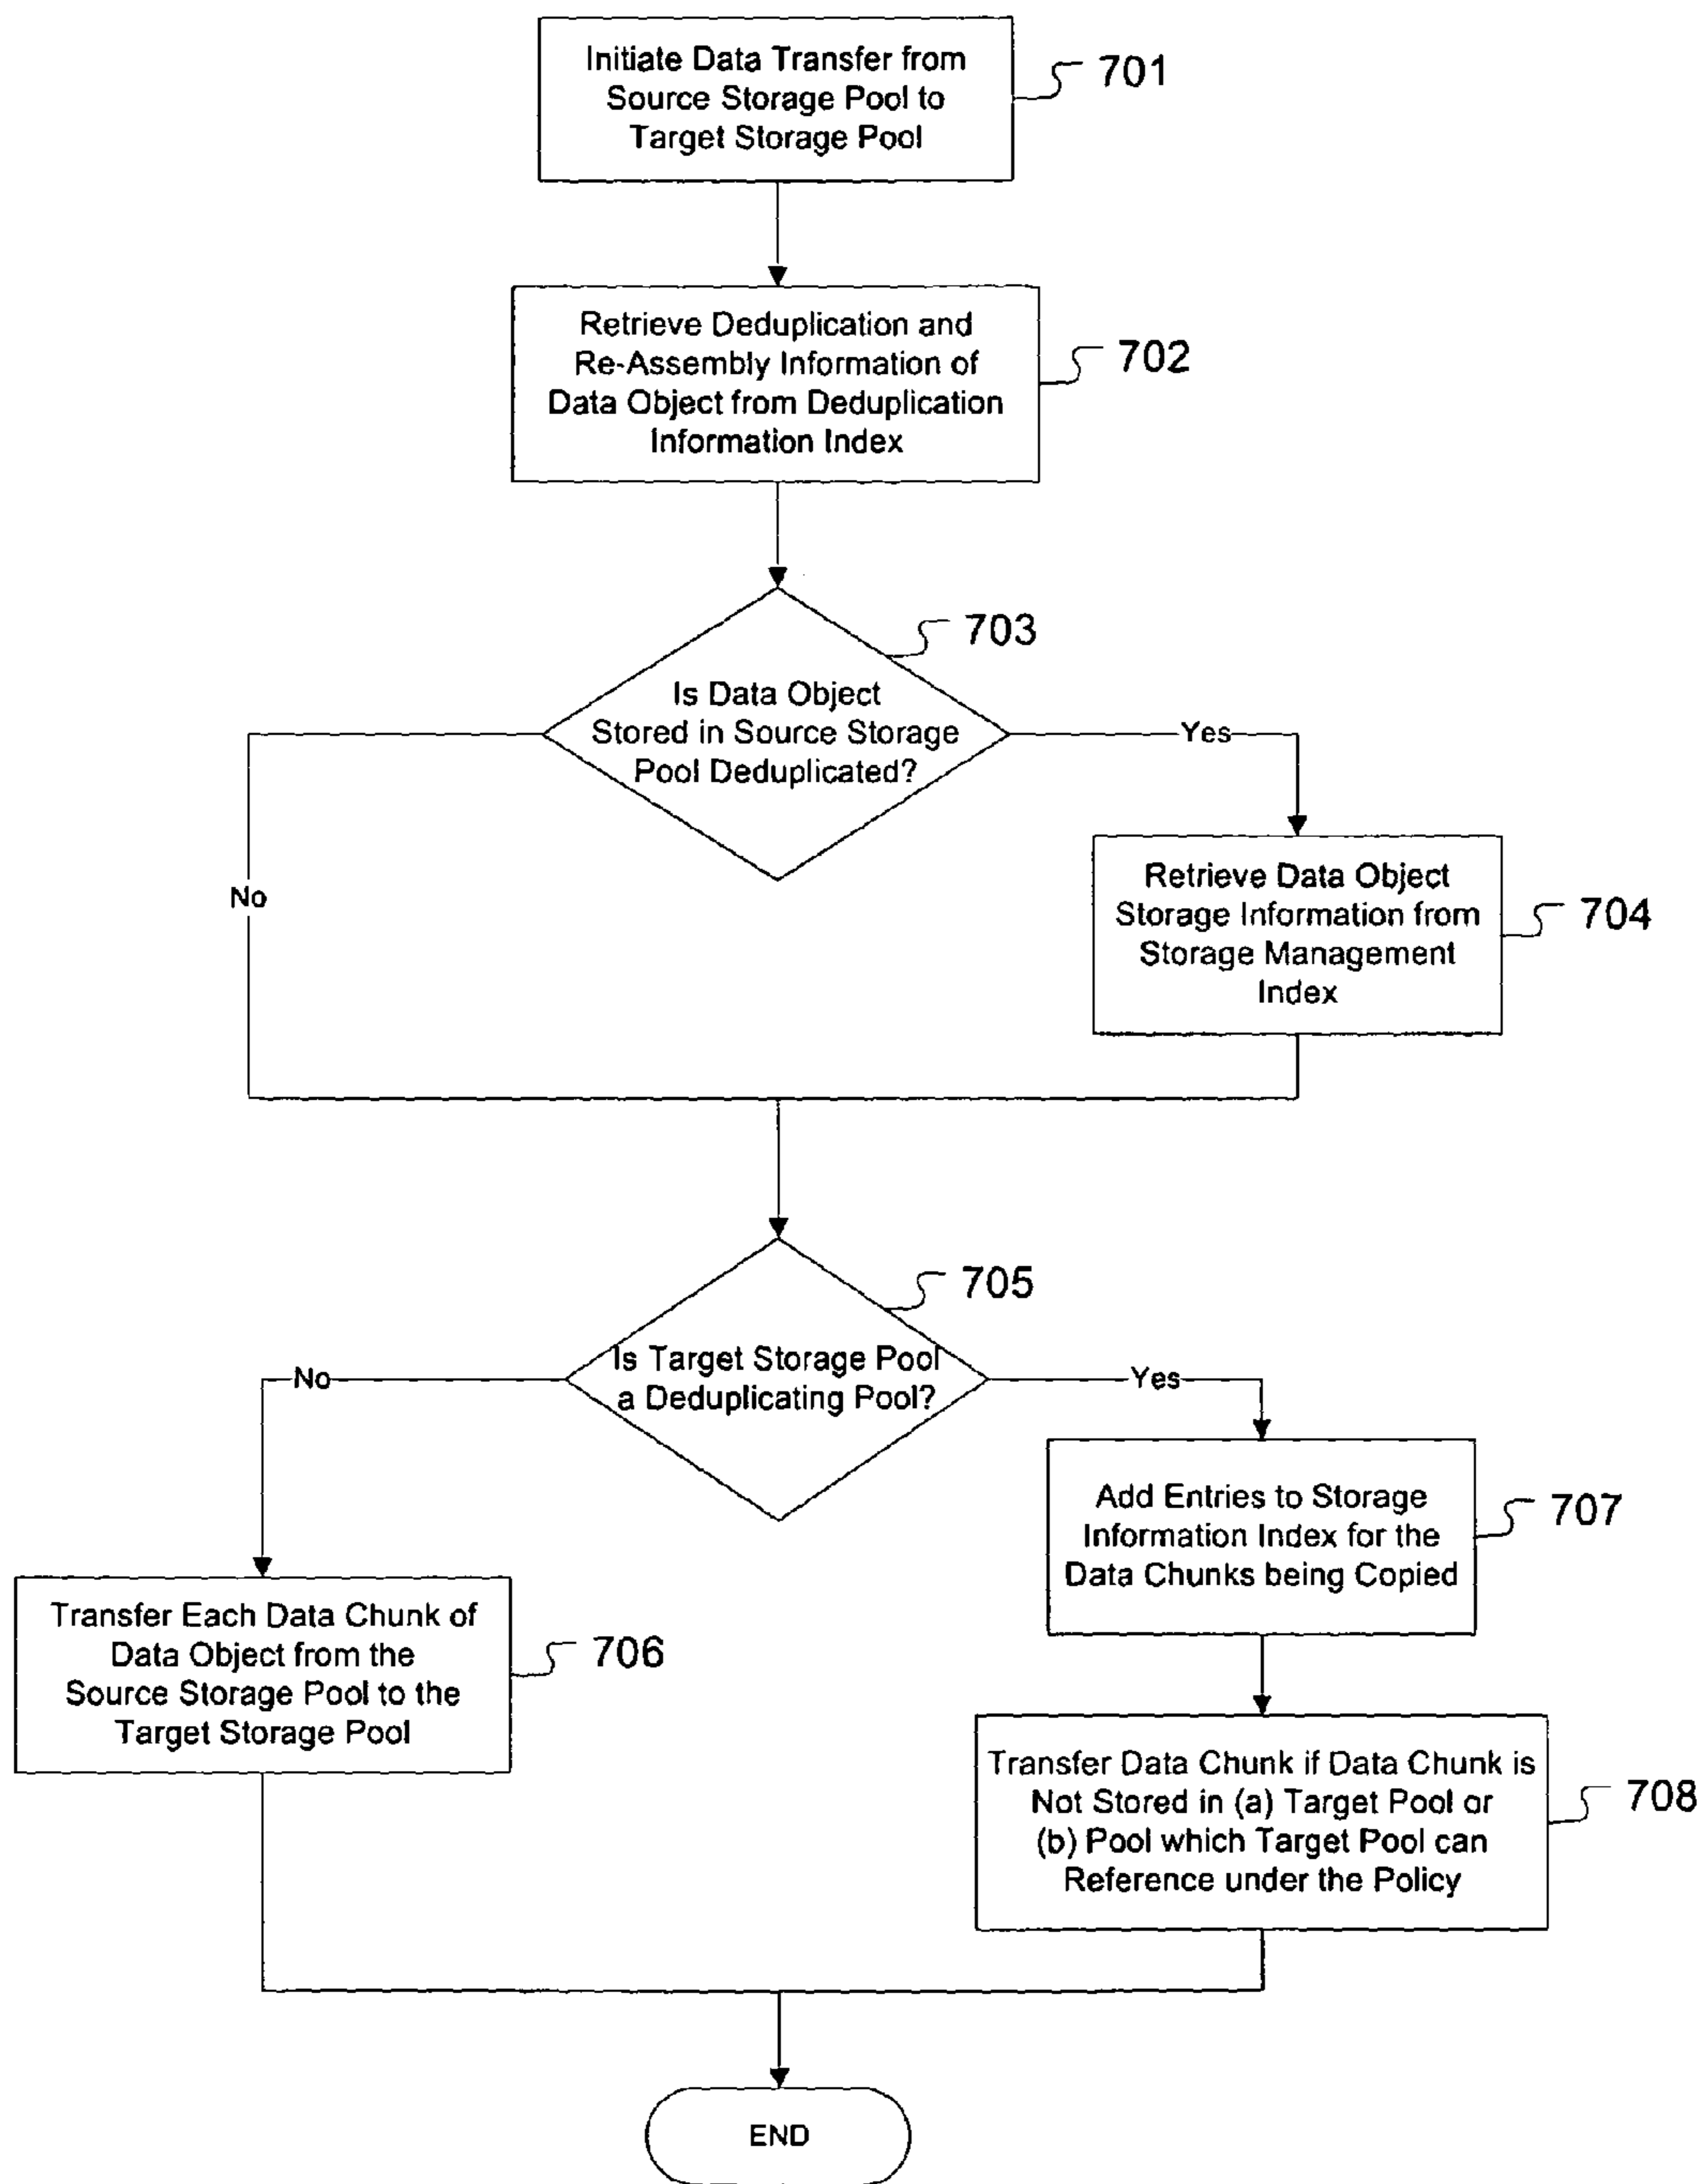 Initiate Data Transfer from
Source Storage Pool to
Target Storage Pool
701
Retrieve Deduplication and
Re-Assembly Information of
Data Object from Deduplication
Information Index
702
703
Is Data Object
Stored in Source Storage
Pool Deduplicated?
Yes
No
Retrieve Data Object
Storage Information from
Storage Management
Index
704
705
Is Target Storage Pool
a Deduplicating Pool?
No
Yes
Add Entries to Storage
Information Index for the
Data Chunks being Copied
707
Transfer Each Data Chunk of
Data Object from the
Source Storage Pool to the
Target Storage Pool
706
Transfer Data Chunk if Data Chunk is
Not Stored in (a) Target Pool or
(b) Pool which Target Pool can
Reference under the Policy
708
END